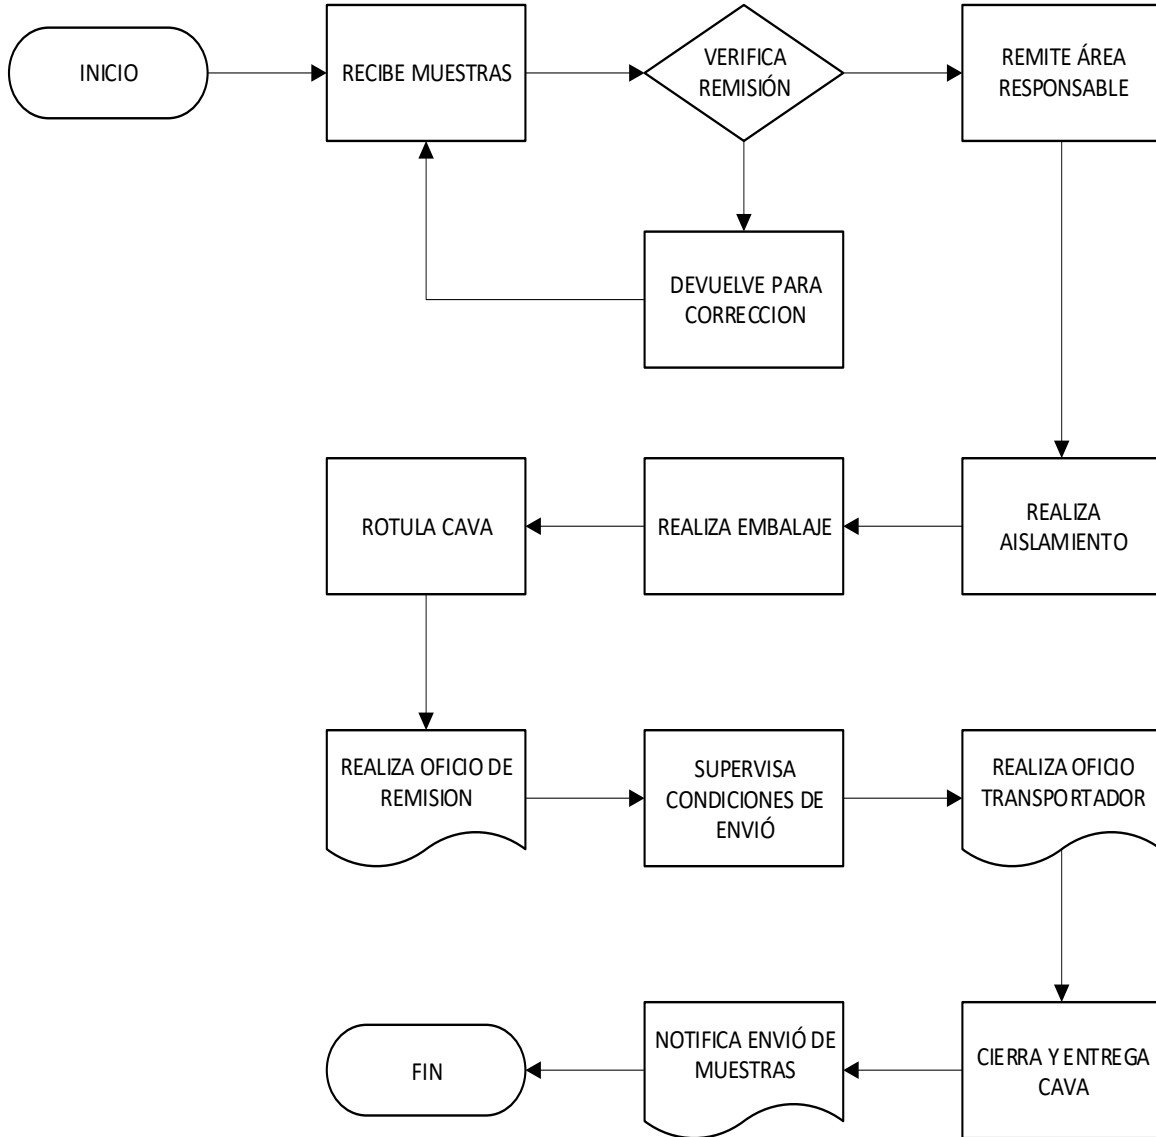 INICIO
RECIBE MUESTRAS
VERIFICA
REMISIÓN
REMITE ÁREA
RESPONSABLE
DEVUELVE PARA
CORRECCION
ROTULA CAVA
REALIZA EMBALAJE
REALIZA
AISLAMIENTO
REALIZA OFICIO DE
REMISION
SUPERVISA
CONDICIONES DE
ENVIÓ
REALIZA OFICIO
TRANSPORTADOR
FIN
NOTIFICA ENVIÓ DE
MUESTRAS
CIERRA Y ENTREGA
CAVA